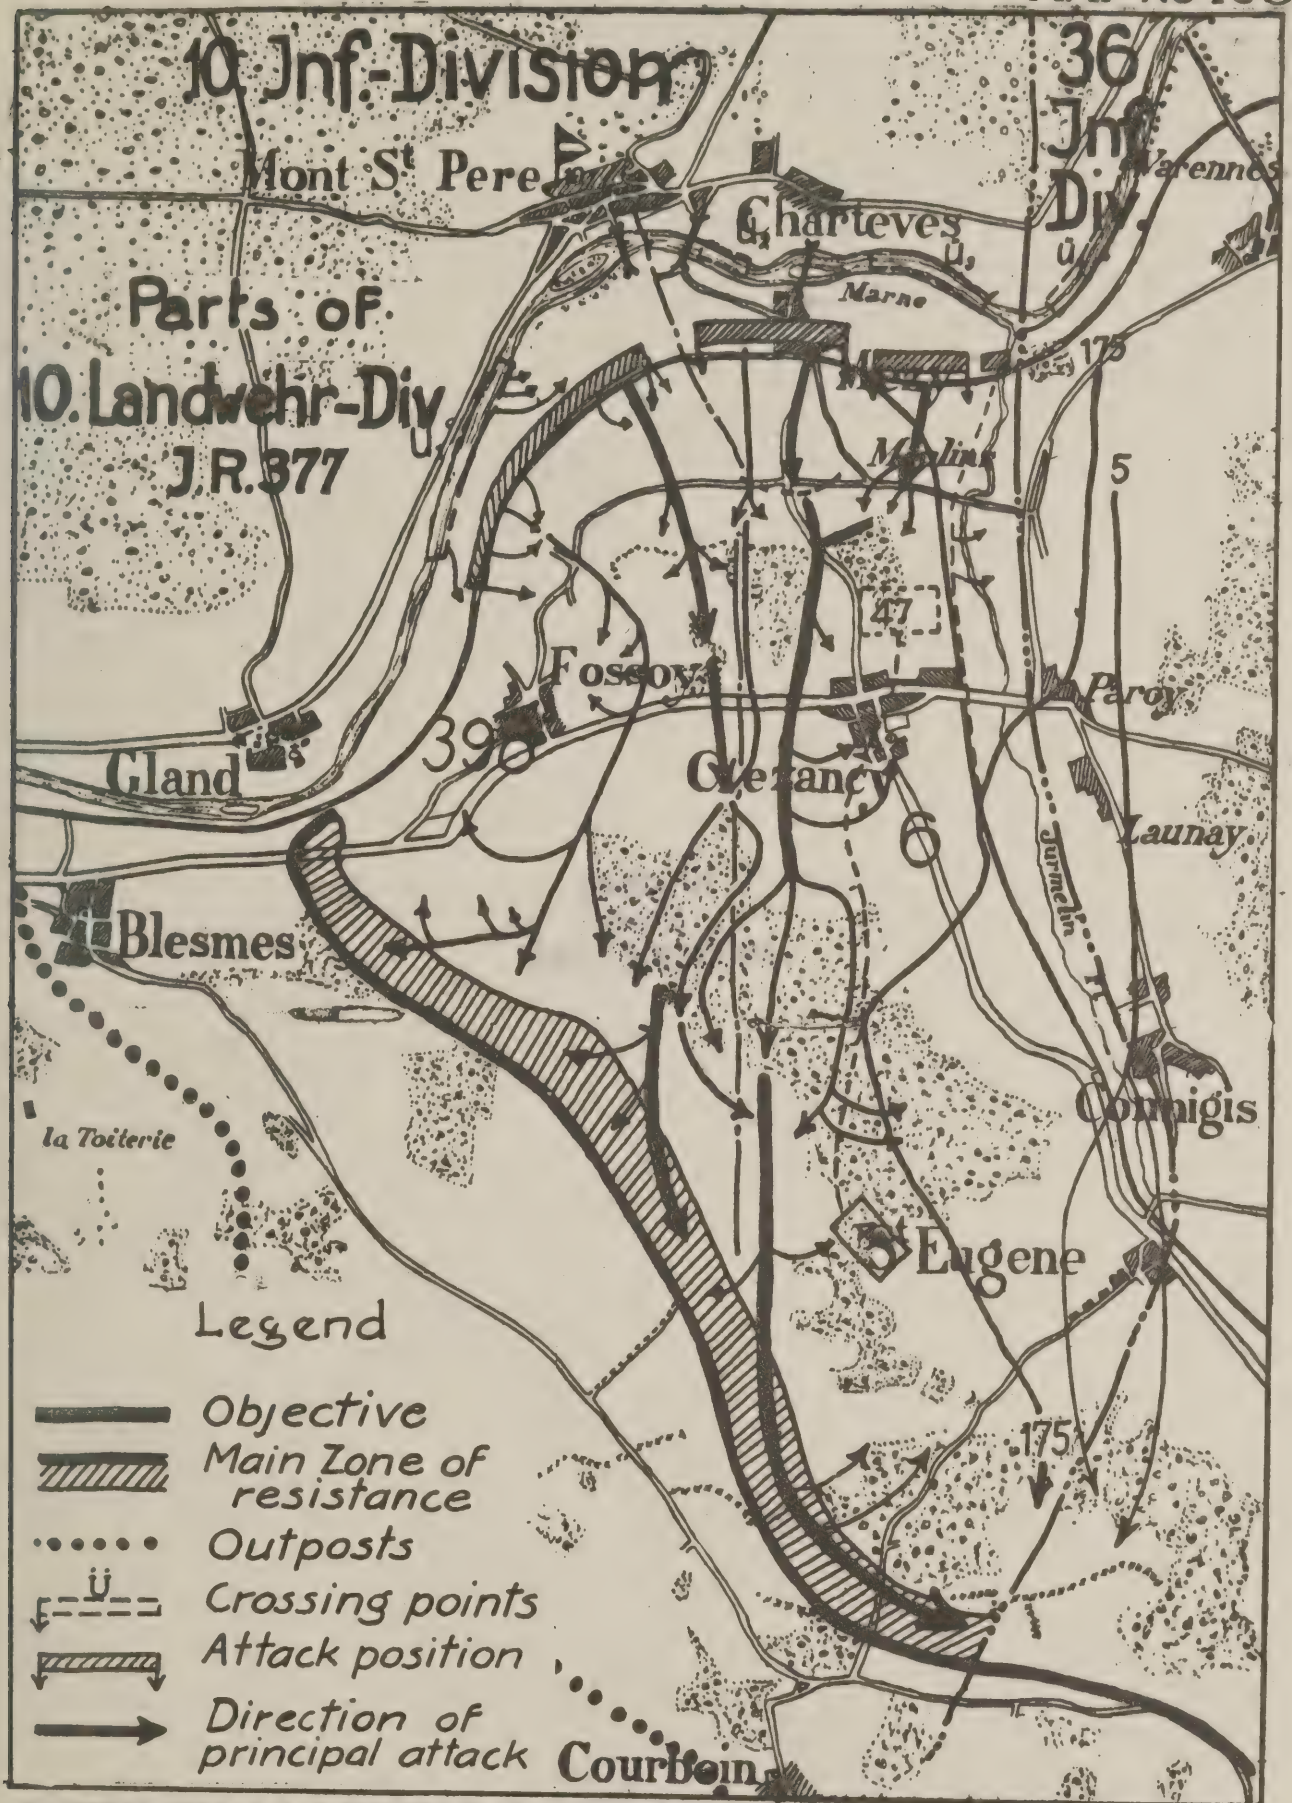 10. Jnf.-Division
36
Jnf
Div.
Mont St Pere
Varennes
Charteves
ü
ü
ü
Marne
Parts of
10. Landwehr-Div.
ü
J.R. 377
175
Moulins
5
47
Fossoy
Paroy
398
Gland
Crezancy
6
Launay
Surmelin
Blesmes
Connigis
la Toiterie
St Eugene
Legend
Objective
175
Main Zone of
resistance
Outposts
Ü
Crossing points
Attack position
Direction of
principal attack
Courboin